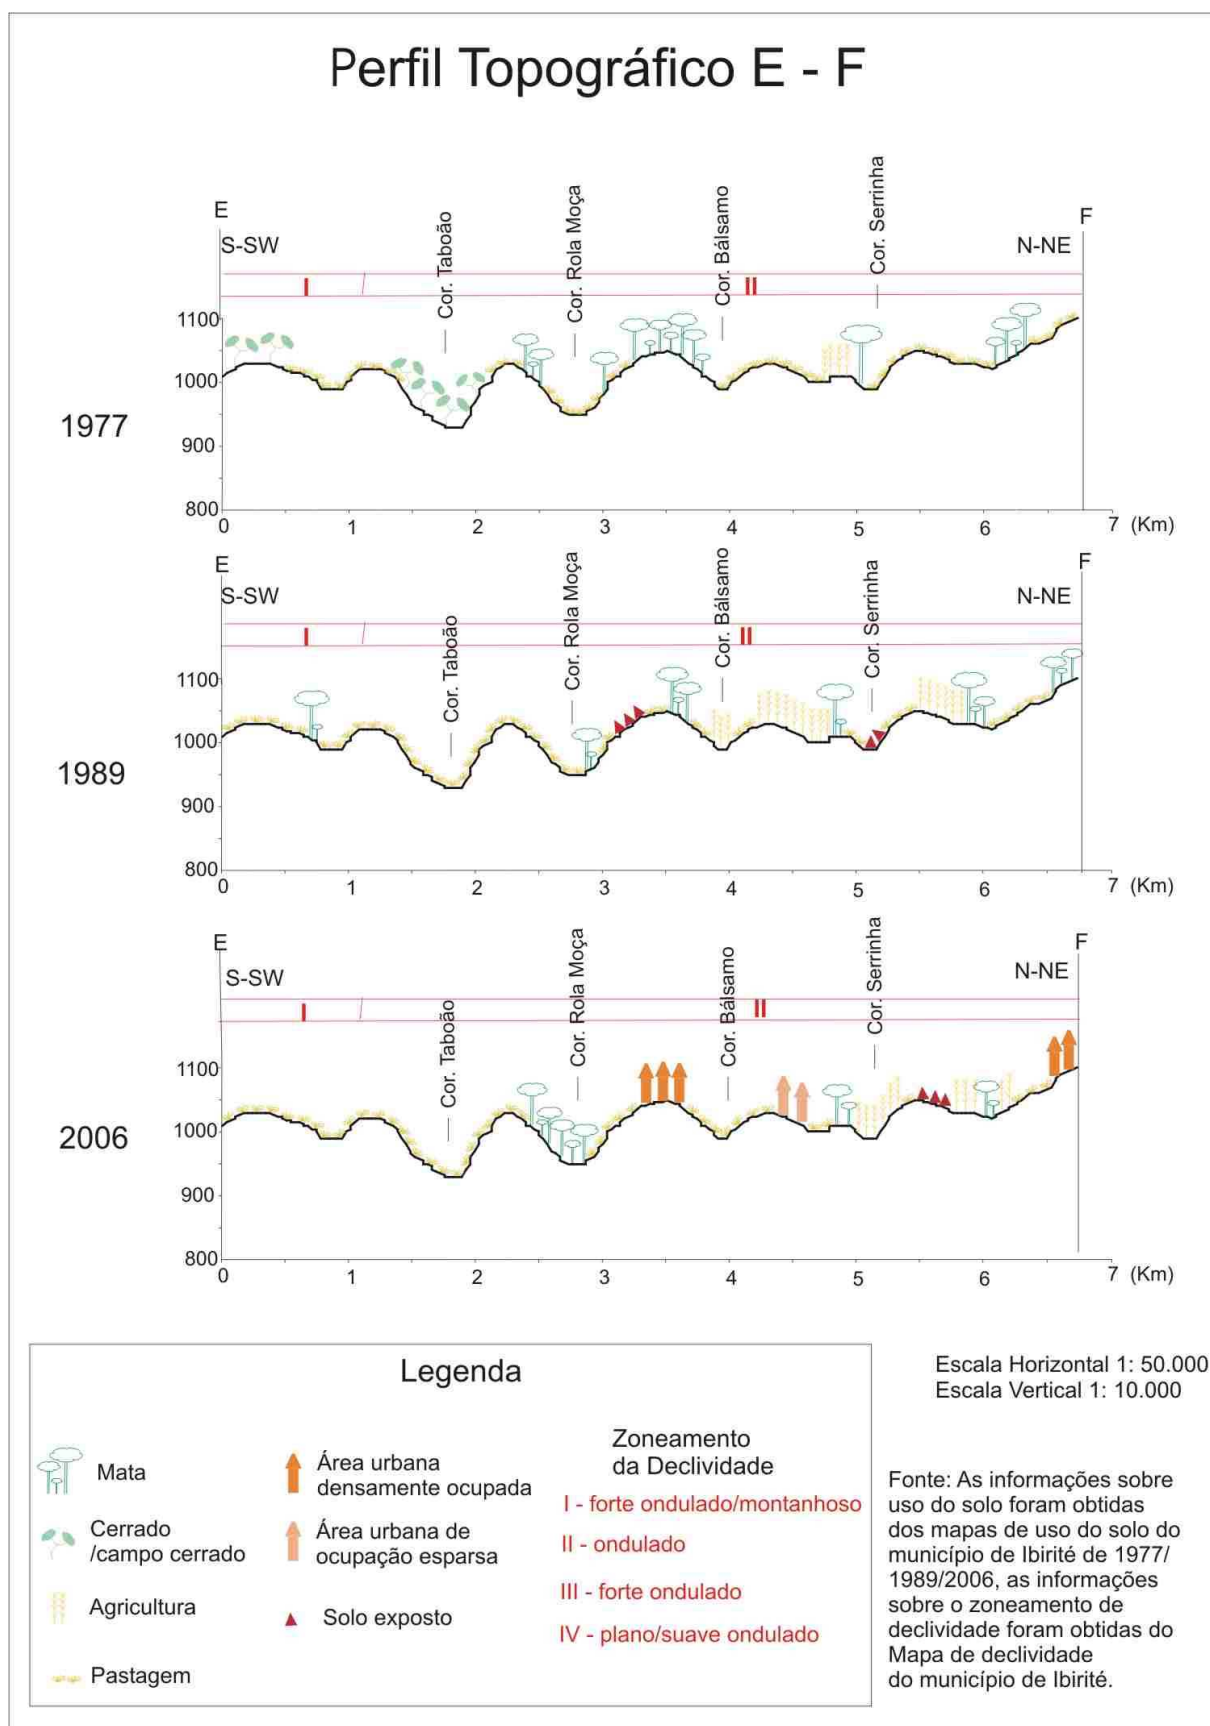 Perfil Topográfico E - F
1977
E
F
S-SW
N-NE
Cor. Taboão
Cor. Rola Moça
Cor. Bálsamo
Cor. Serrinha
I
II
1100
1000
900
800
0 1 2 3 4 5 6 7 (Km)
1989
E
F
S-SW
N-NE
Cor. Taboão
Cor. Rola Moça
Cor. Bálsamo
Cor. Serrinha
I
II
1100
1000
900
800
0 1 2 3 4 5 6 7 (Km)
2006
E
F
S-SW
N-NE
Cor. Taboão
Cor. Rola Moça
Cor. Bálsamo
Cor. Serrinha
I
II
1100
1000
900
800
0 1 2 3 4 5 6 7 (Km)
Legenda
Mata
Cerrado
/campo cerrado
Agricultura
Pastagem
Área urbana
densamente ocupada
Área urbana de
ocupação esparsa
Solo exposto
Zoneamento
da Declividade
I - forte ondulado/montanhoso
II - ondulado
III - forte ondulado
IV - plano/suave ondulado
Escala Horizontal 1: 50.000
Escala Vertical 1: 10.000
Fonte: As informações sobre
uso do solo foram obtidas
dos mapas de uso do solo do
município de Ibirité de 1977/
1989/2006, as informações
sobre o zoneamento de
declividade foram obtidas do
Mapa de declividade
do município de Ibirité.